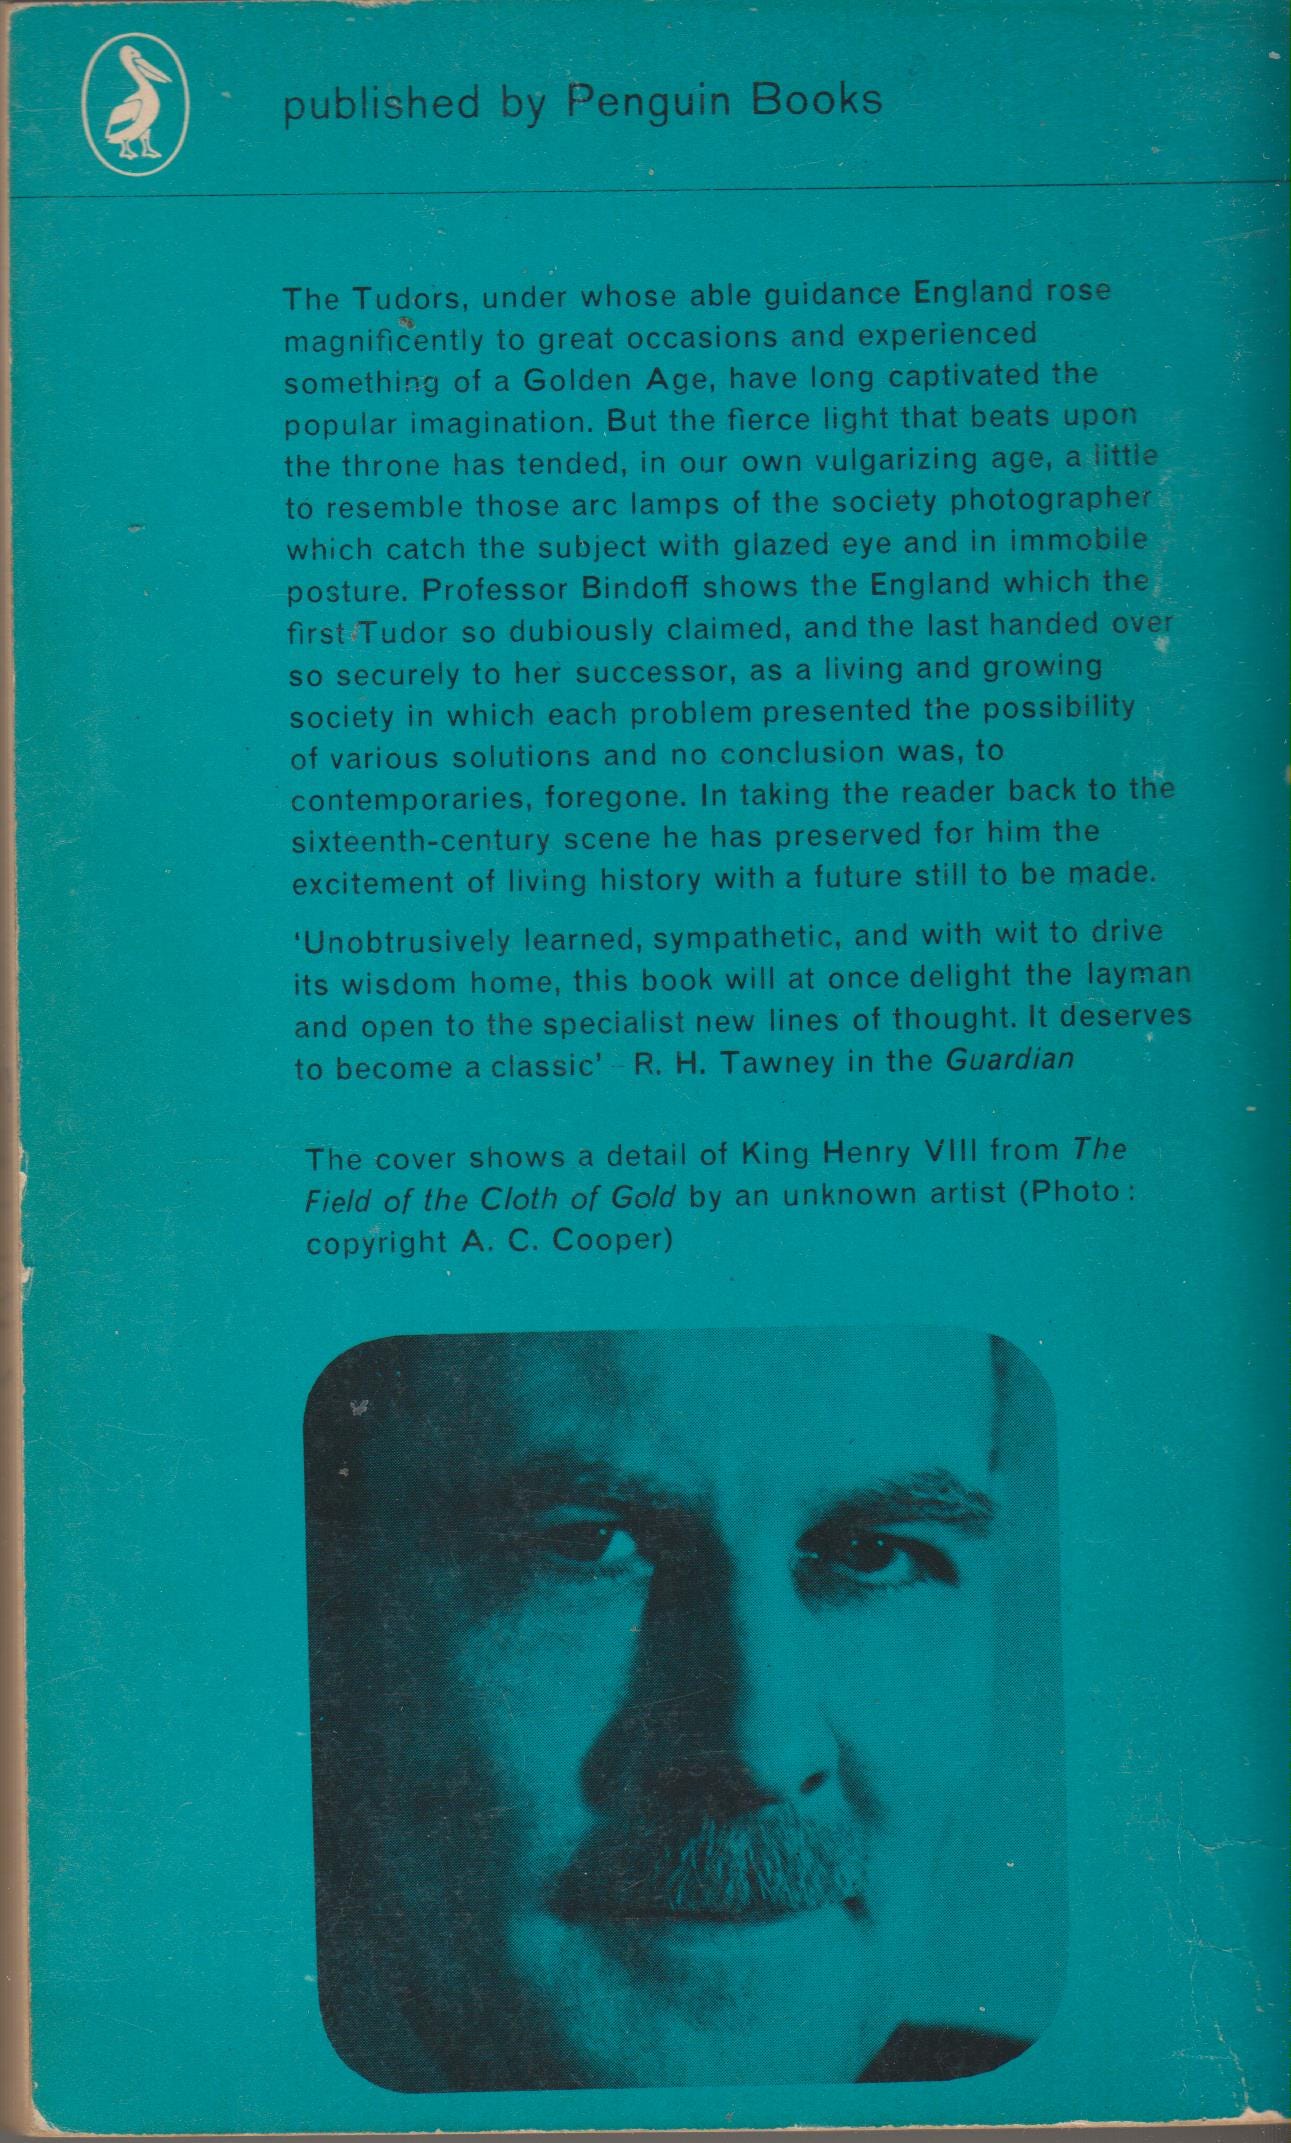 published by Penguin Books
The Tudors, under whose able guidance England rose
magnificently to great occasions and experienced
something of a Golden Age, have long captivated the
popular imagination. But the fierce light that beats upon
the throne has tended, in our own vulgarizing age, a little
to resemble those arc lamps of the society photographer
which catch the subject with glazed eye and in immobile
posture. Professor Bindoff shows the England which the
first Tudor so dubiously claimed, and the last handed over
so securely to her successor, as a living and growing
society in which each problem presented the possibility
of various solutions and no conclusion was, to
contemporaries, foregone. In taking the reader back to the
sixteenth-century scene he has preserved for him the
excitement of living history with a future still to be made.
‘Unobtrusively learned, sympathetic, and with wit to drive
its wisdom home, this book will at once delight the layman
and open to the specialist new lines of thought. It deserves
to become a classic’ – R. H. Tawney in the Guardian
The cover shows a detail of King Henry VIII from The
Field of the Cloth of Gold by an unknown artist (Photo:
copyright A. C. Cooper)